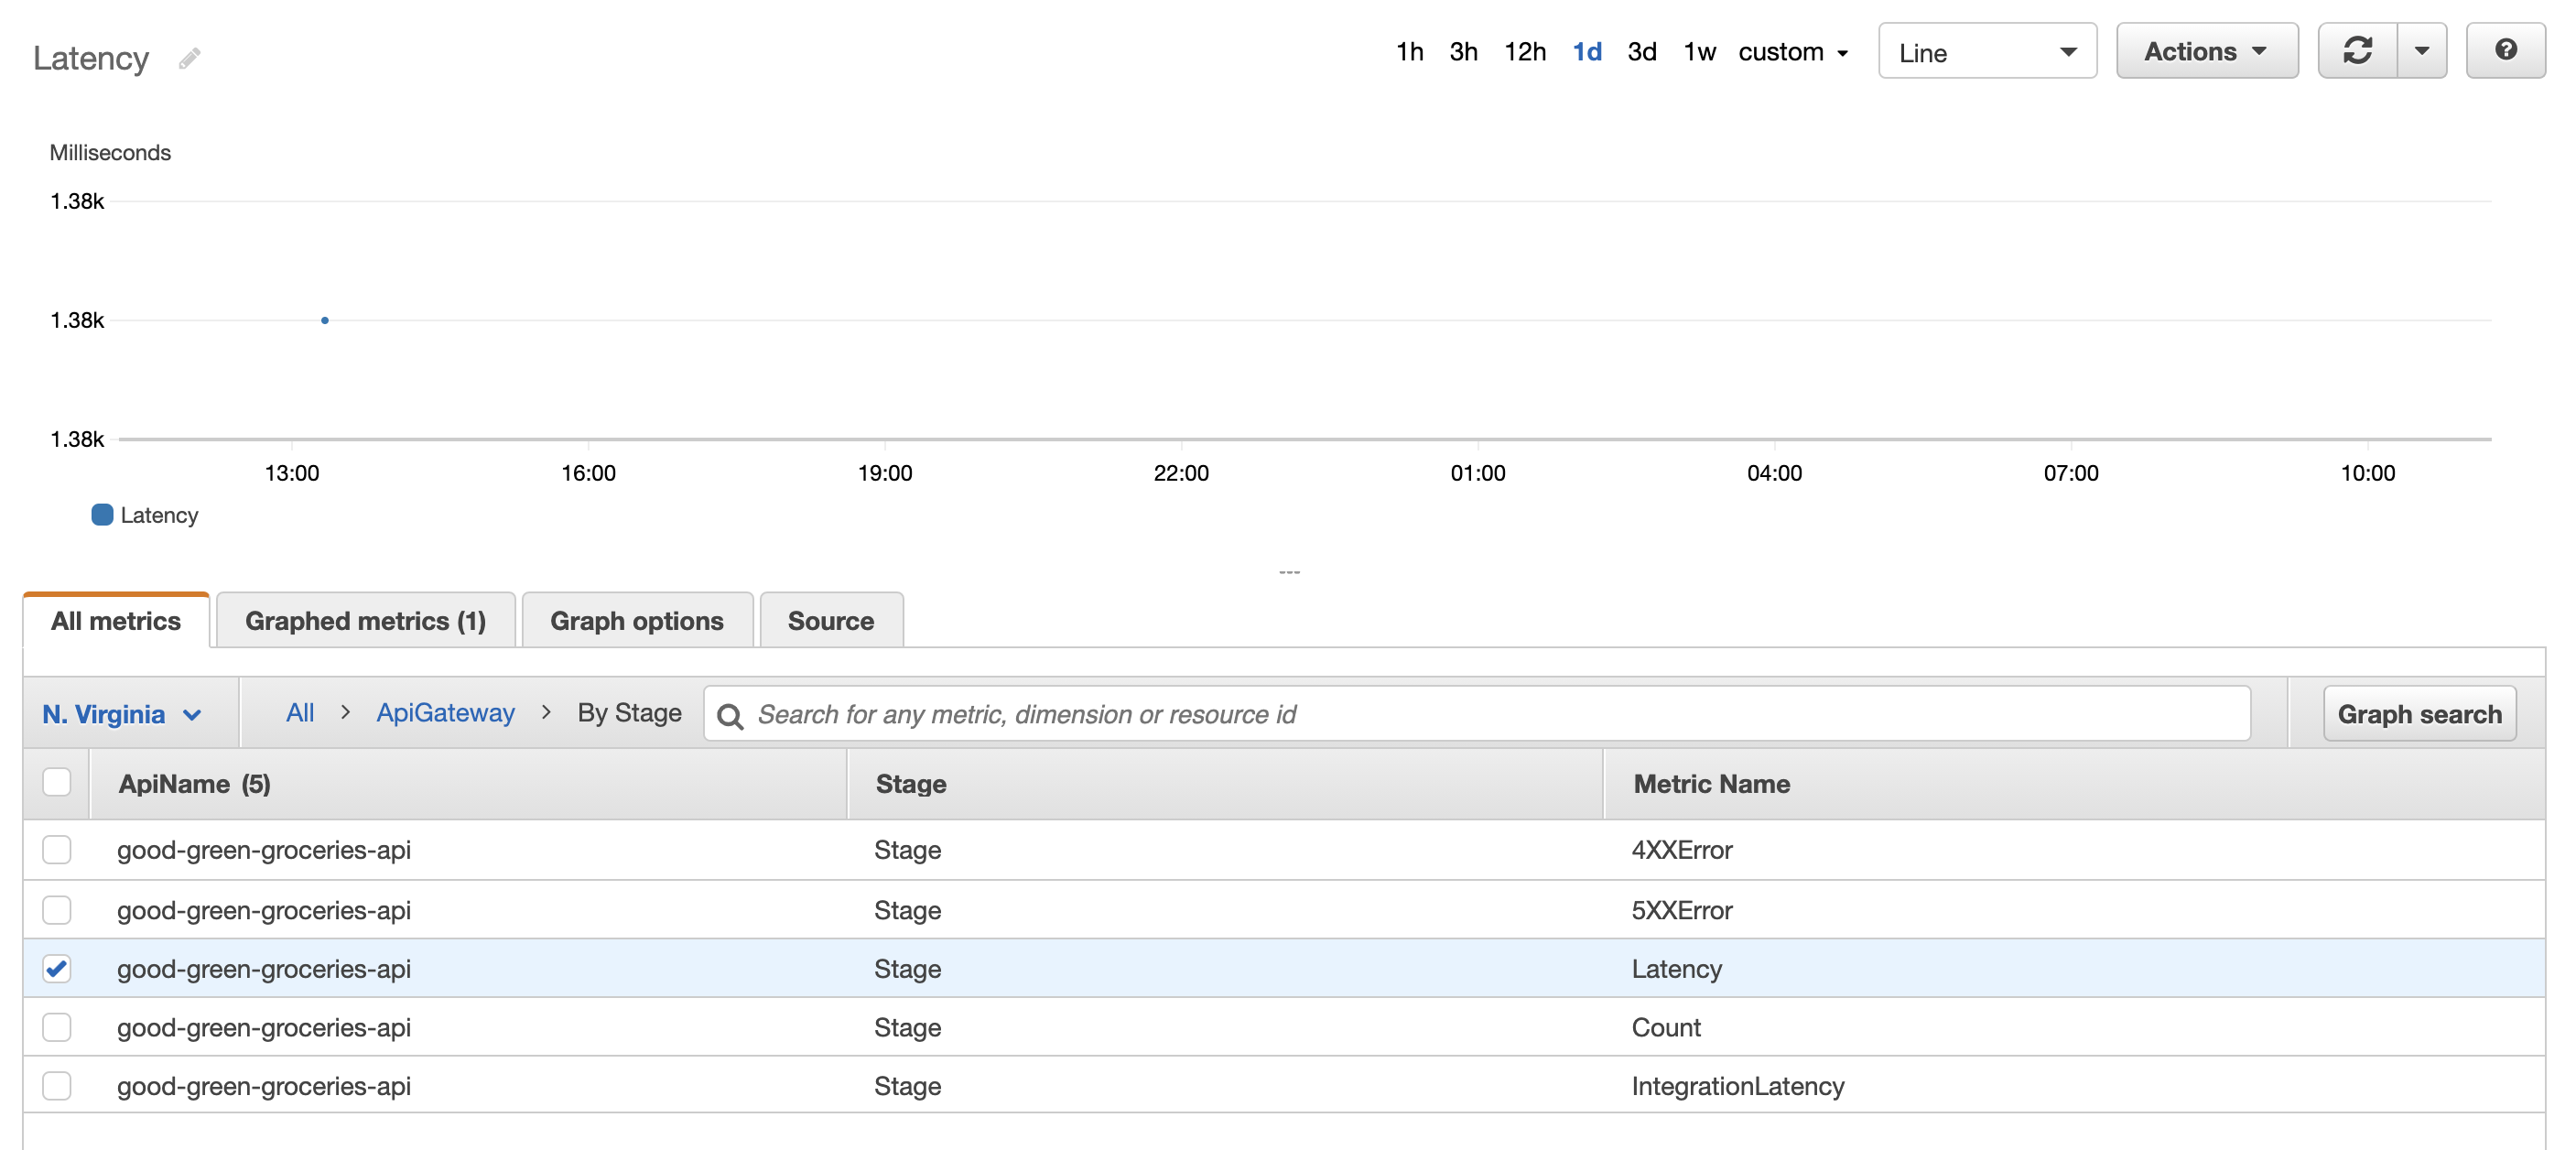 Latency 1h 3h 12h 1d 3d 1w custom Line Actions
Milliseconds
1.38k
1.38k
1.38k
13:00 16:00 19:00 22:00 01:00 04:00 07:00 10:00
Latency
---
All metrics Graphed metrics (1) Graph options Source
N. Virginia All > ApiGateway > By Stage Search for any metric, dimension or resource id Graph search
ApiName (5) Stage Metric Name
good-green-groceries-api Stage 4XXError
good-green-groceries-api Stage 5XXError
good-green-groceries-api Stage Latency
good-green-groceries-api Stage Count
good-green-groceries-api Stage IntegrationLatency